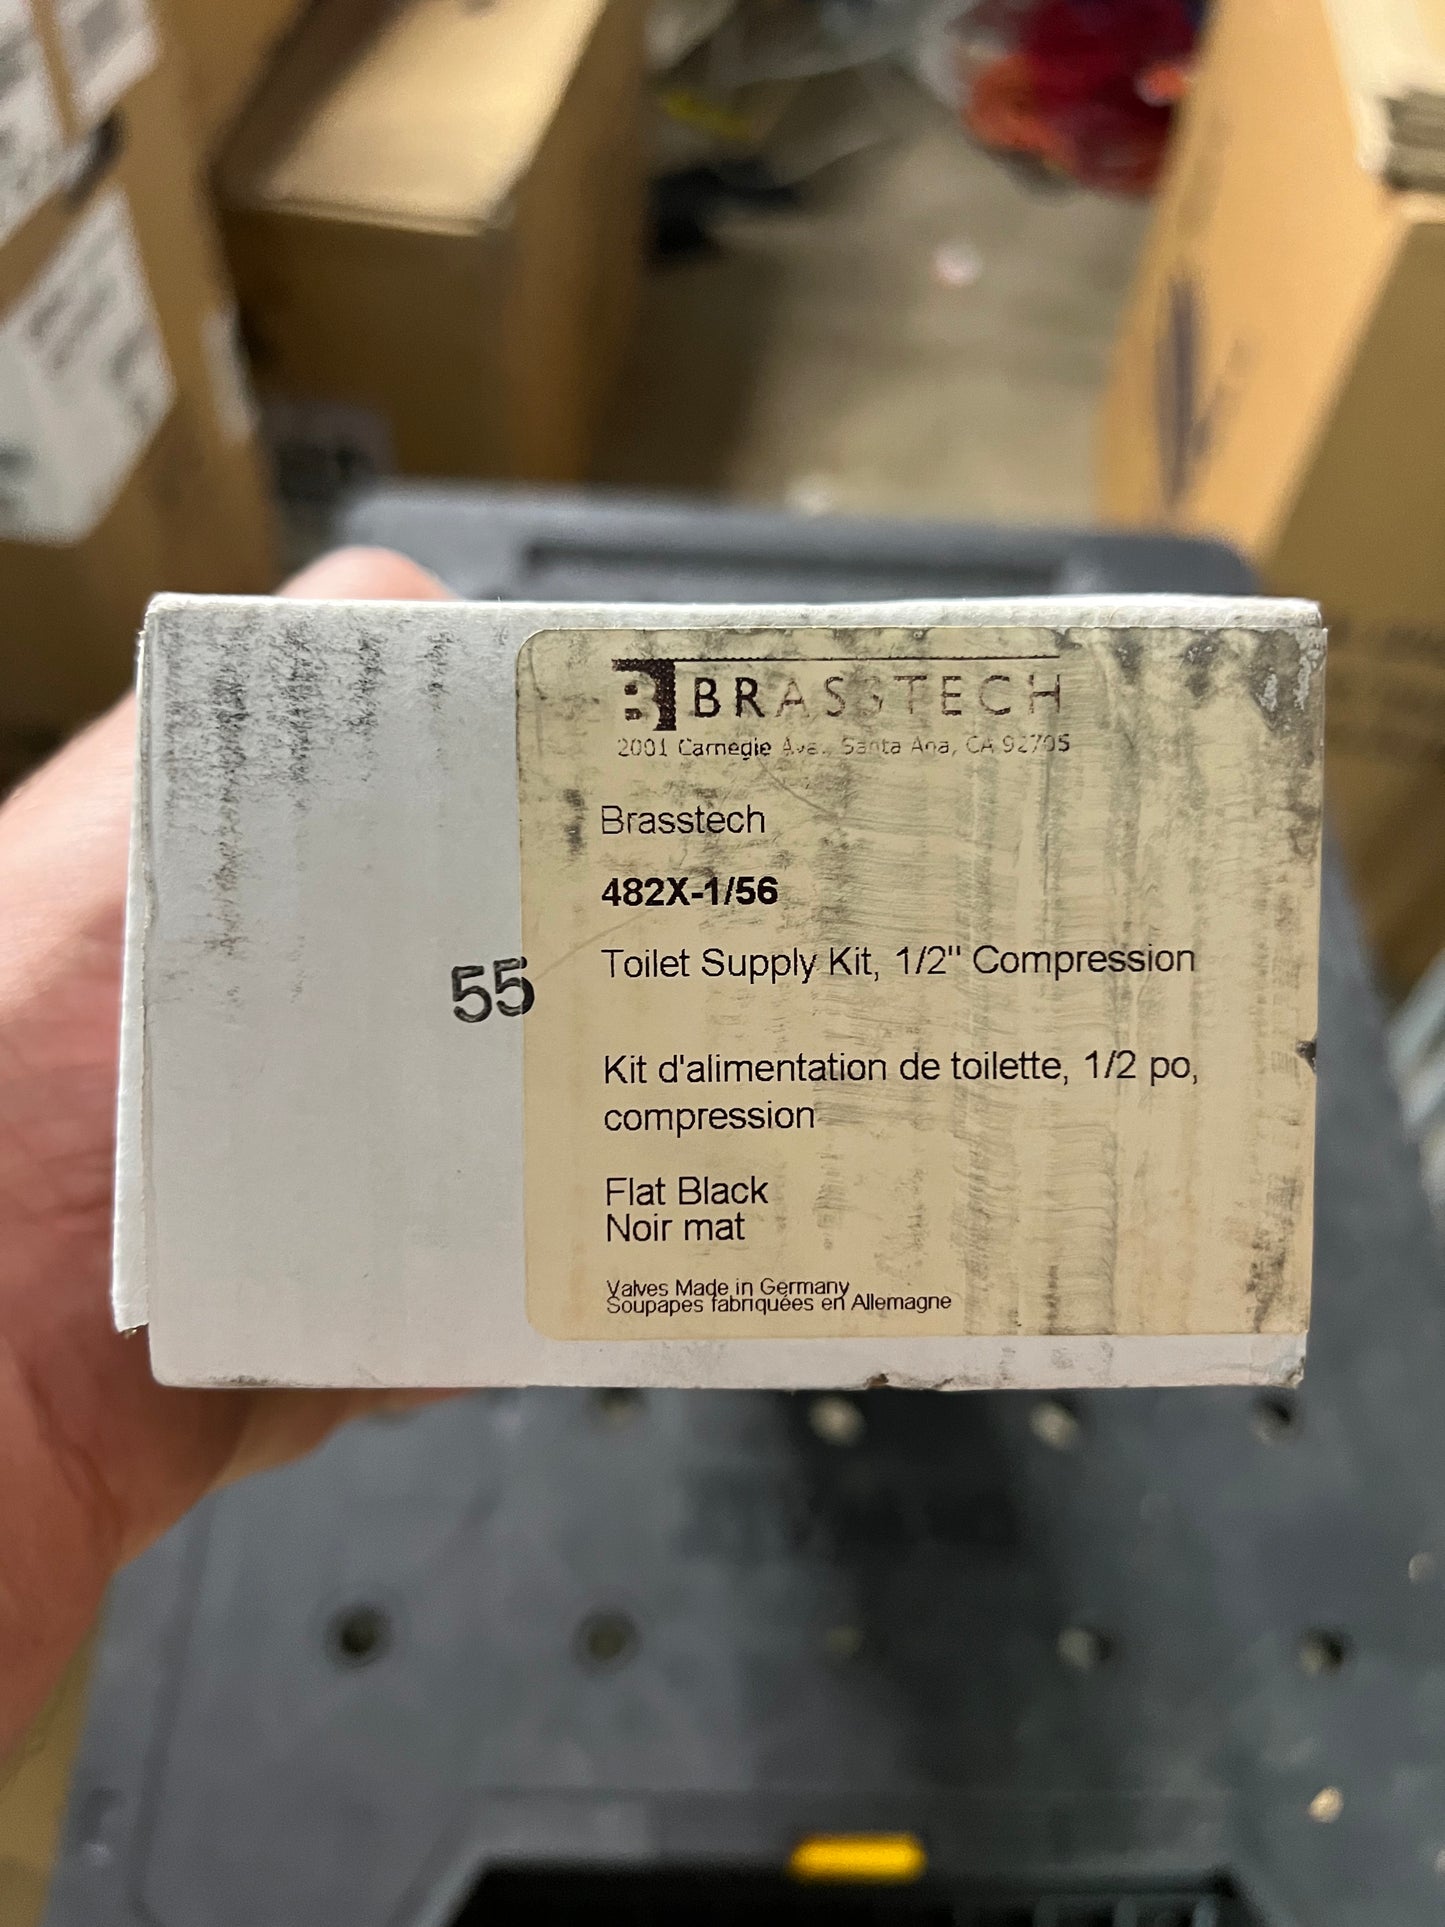 B BRASSTECH
2001 Carnegie Ave., Santa Ana, CA 92705
Brasstech
482X-1/56
Toilet Supply Kit, 1/2" Compression
55
Kit d'alimentation de toilette, 1/2 po,
compression
Flat Black
Noir mat
Valves Made in Germany
Soupapes fabriquées en Allemagne